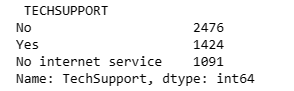 TECHSUPPORT
No 2476
Yes 1424
No internet service 1091
Name: TechSupport, dtype: int64